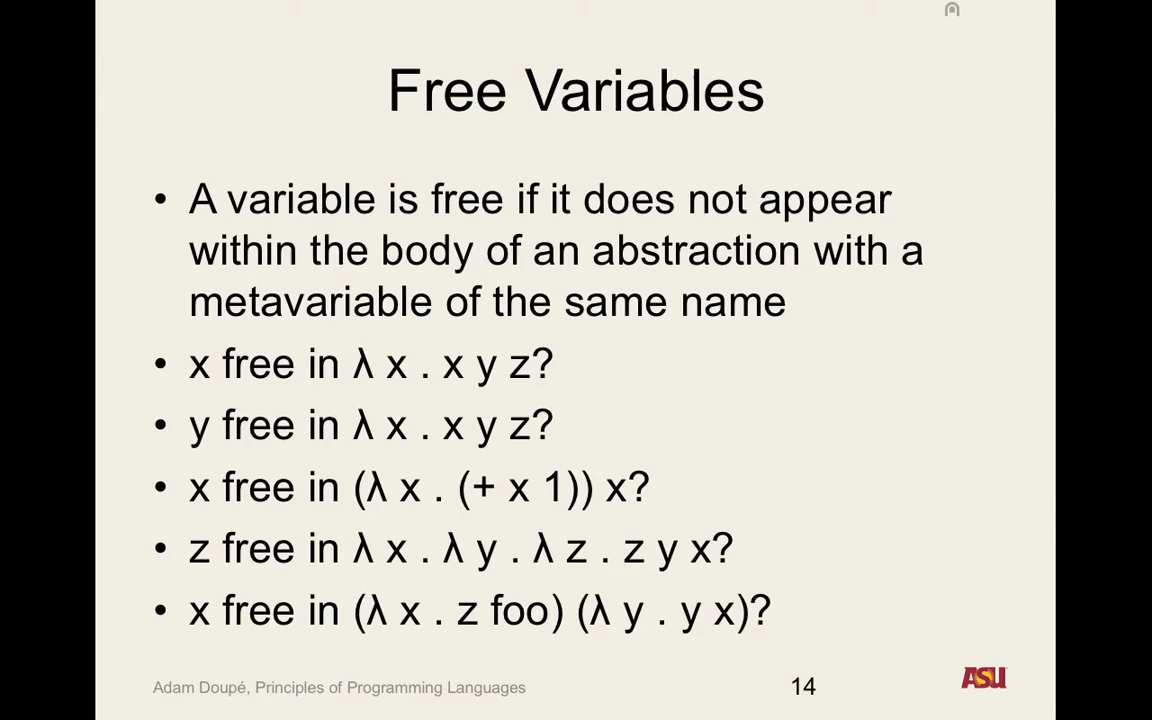 Free Variables
• A variable is free if it does not appear
within the body of an abstraction with a
metavariable of the same name
• x free in λ x . x y z?
• y free in λ x . x y z?
• x free in (λ x . (+ x 1)) x?
• z free in λ x . λ y . λ z . z y x?
• x free in (λ x . z foo) (λ y . y x)?
Adam Doupé, Principles of Programming Languages
14
ASU